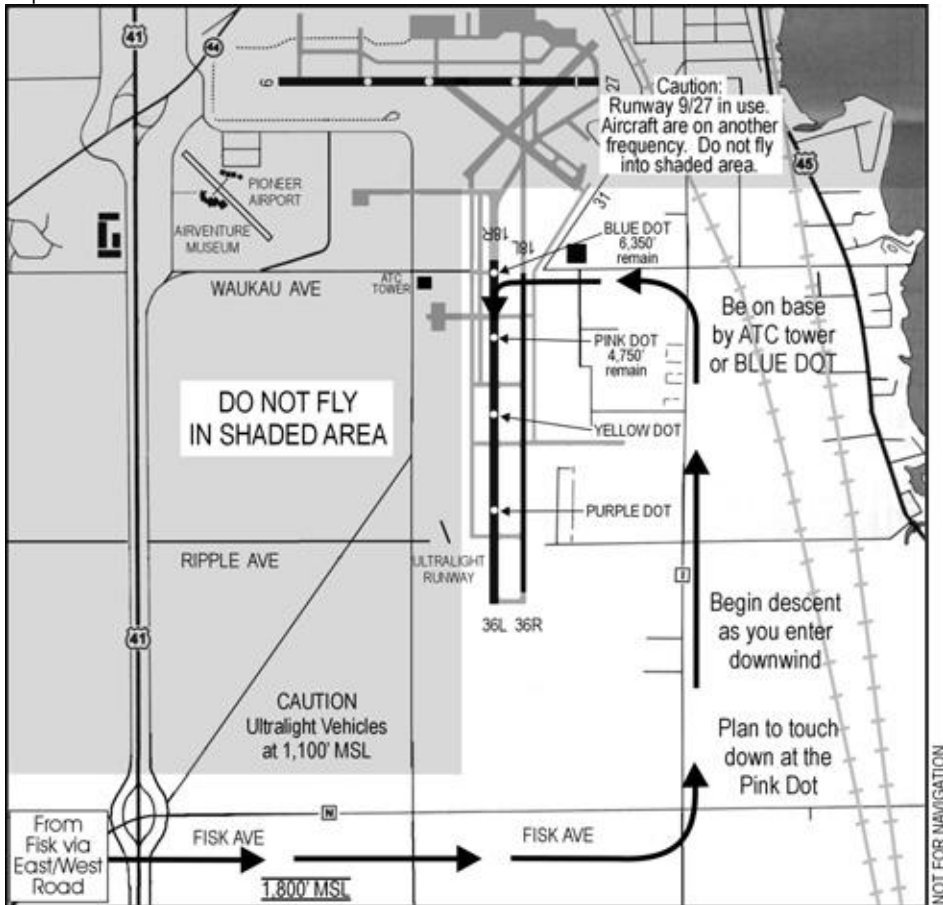 41
44
9
27
Caution:
Runway 9/27 in use.
Aircraft are on another
frequency. Do not fly
into shaded area.
45
PIONEER
AIRPORT
AIRVENTURE
MUSEUM
31
18R
18L
BLUE DOT
6,350'
remain
ATC
TOWER
WAUKAU AVE
Be on base
by ATC tower
or BLUE DOT
PINK DOT
4,750'
remain
DO NOT FLY
IN SHADED AREA
YELLOW DOT
PURPLE DOT
RIPPLE AVE
ULTRALIGHT
RUNWAY
I
36L 36R
Begin descent
as you enter
downwind
41
CAUTION
Ultralight Vehicles
at 1,100' MSL
Plan to touch
down at the
Pink Dot
N
From
Fisk via
East/West
Road
FISK AVE
FISK AVE
1,800' MSL
NOT FOR NAVIGATION